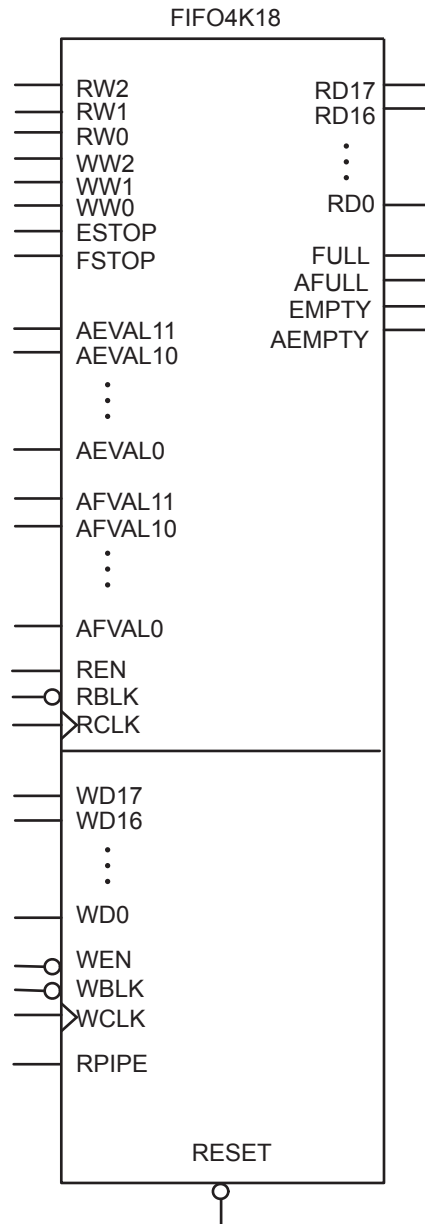 FIFO4K18
RW2
RW1
RW0
WW2
WW1
WW0
ESTOP
FSTOP
AEVAL11
AEVAL10
AEVAL0
AFVAL11
AFVAL10
AFVAL0
REN
RBLK
RCLK
RD17
RD16
RD0
FULL
AFULL
EMPTY
AEMPTY
WD17
WD16
WD0
WEN
WBLK
WCLK
RPIPE
RESET